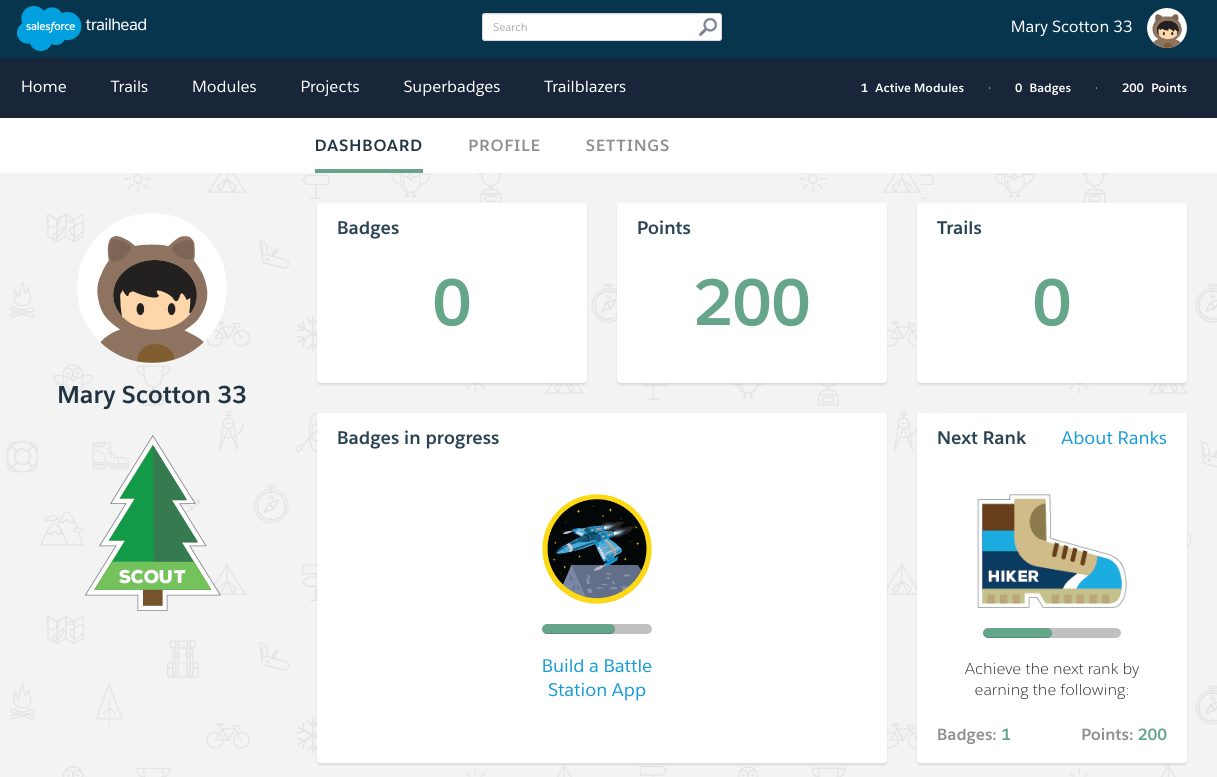 salesforce trailhead
Search
Mary Scotton 33
Home Trails Modules Projects Superbadges Trailblazers
1 Active Modules · 0 Badges · 200 Points
DASHBOARD PROFILE SETTINGS
Mary Scotton 33
SCOUT
Badges
0
Points
200
Trails
0
Badges in progress
Build a Battle
Station App
Next Rank About Ranks
HIKER
Achieve the next rank by
earning the following:
Badges: 1 Points: 200